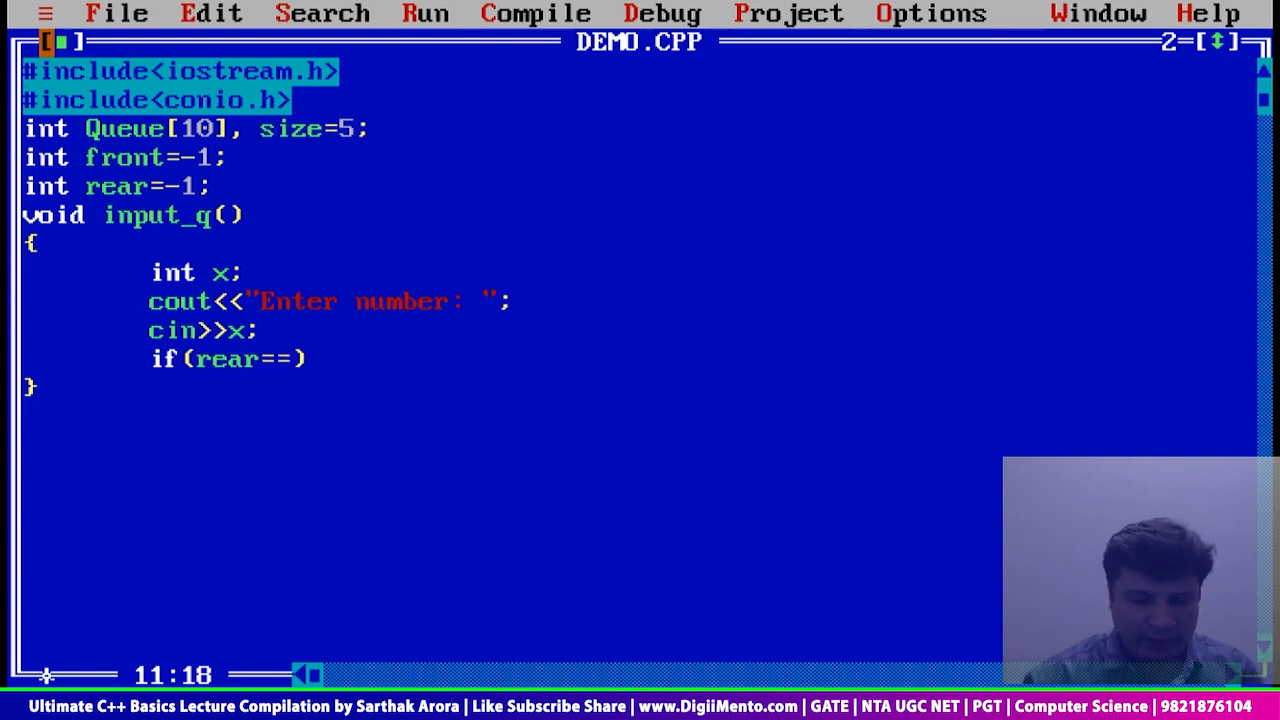 ≡ File Edit Search Run Compile Debug Project Options Window Help
[■] DEMO.CPP 2=[↕]
#include<iostream.h>
#include<conio.h>
int Queue[10], size=5;
int front=-1;
int rear=-1;
void input_q()
{
int x;
cout<<"Enter number: ";
cin>>x;
if(rear==)
}
11:18
Ultimate C++ Basics Lecture Compilation by Sarthak Arora | Like Subscribe Share | www.DigiiMento.com | GATE | NTA UGC NET | PGT | Computer Science | 9821876104